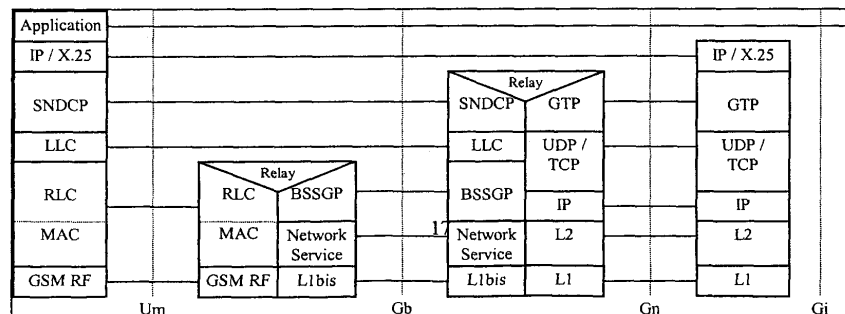 Application
IP / X.25
IP / X.25
Relay
SNDCP
SNDCP
GTP
GTP
LLC
LLC
UDP /
TCP
UDP /
TCP
Relay
RLC
RLC
BSSGP
BSSGP
IP
IP
MAC
MAC
Network
Service
17
Network
Service
L2
L2
GSM RF
GSM RF
L1bis
L1bis
L1
L1
Um
Gb
Gn
Gi